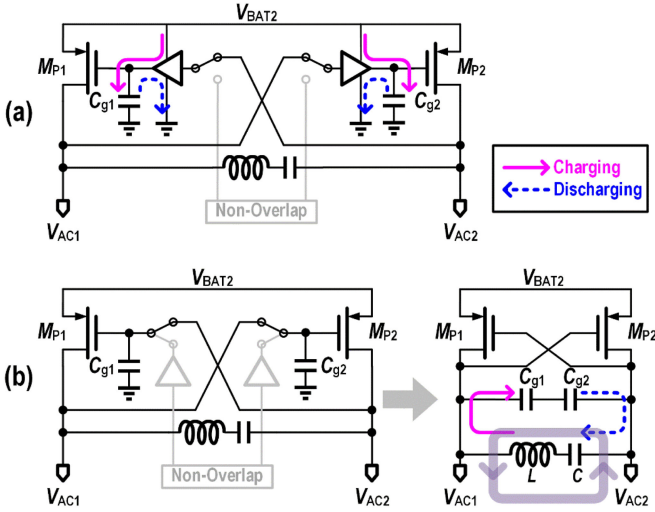 VBAT2
MP1
MP2
Cg1
Cg2
(a)
Non-Overlap
Charging
Discharging
VAC1
VAC2
VBAT2
VBAT2
MP1
MP2
MP1
MP2
Cg1
Cg2
Cg1
Cg2
(b)
Non-Overlap
L
C
VAC1
VAC2
VAC1
VAC2